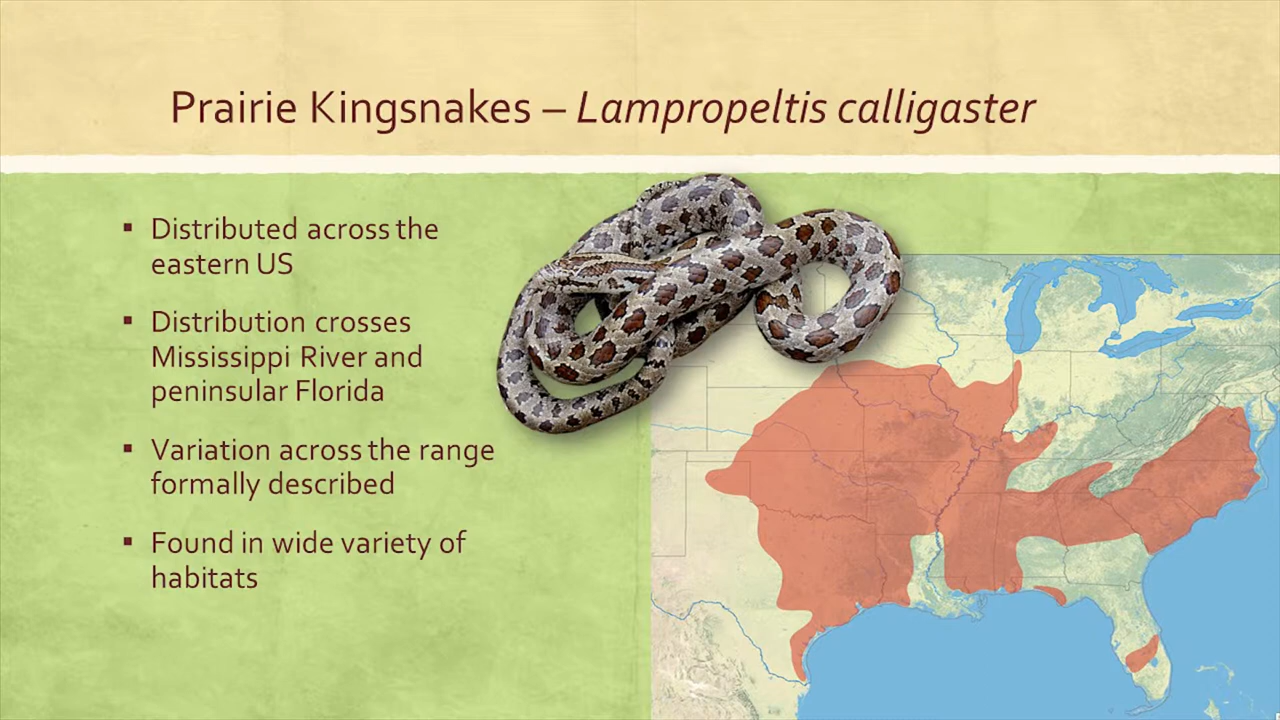 Prairie Kingsnakes – Lampropeltis calligaster
▪ Distributed across the
eastern US
▪ Distribution crosses
Mississippi River and
peninsular Florida
▪ Variation across the range
formally described
▪ Found in wide variety of
habitats